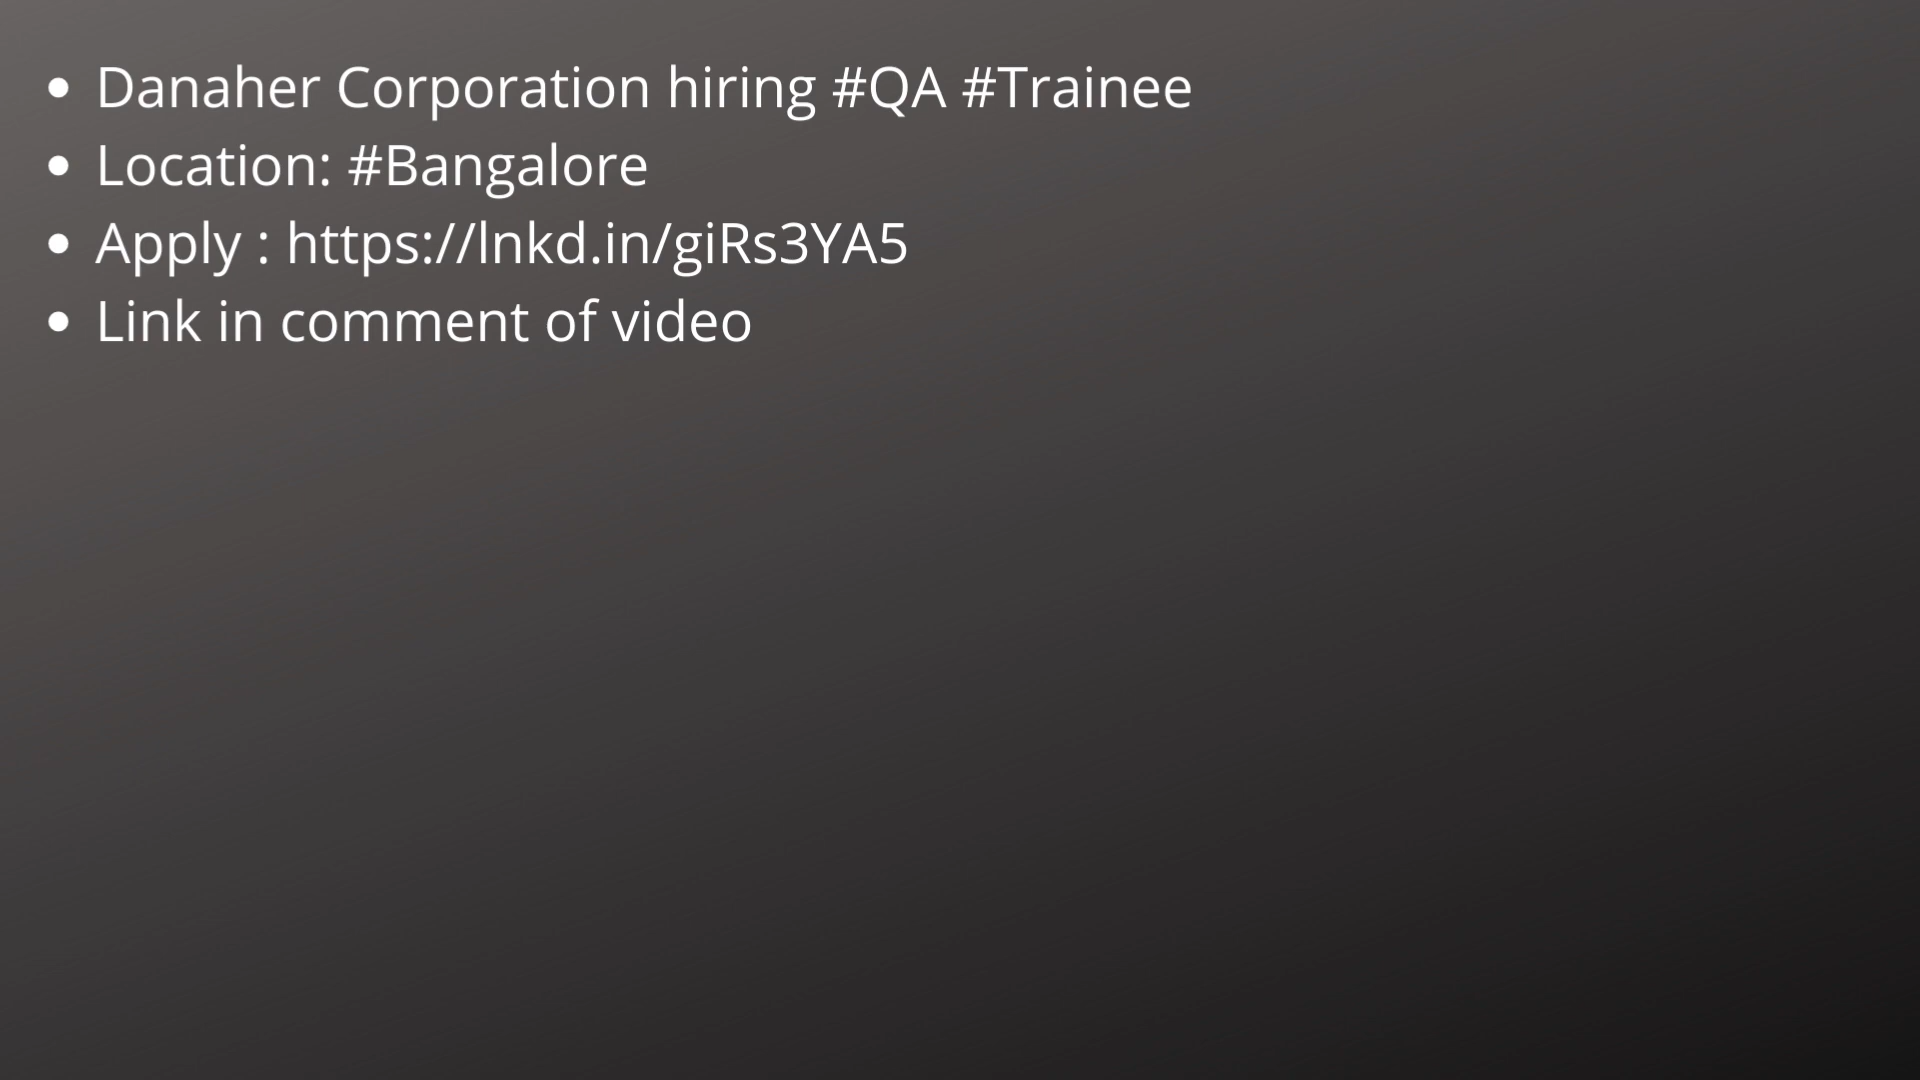 • Danaher Corporation hiring #QA #Trainee
• Location: #Bangalore
• Apply : https://lnkd.in/giRs3YA5
• Link in comment of video